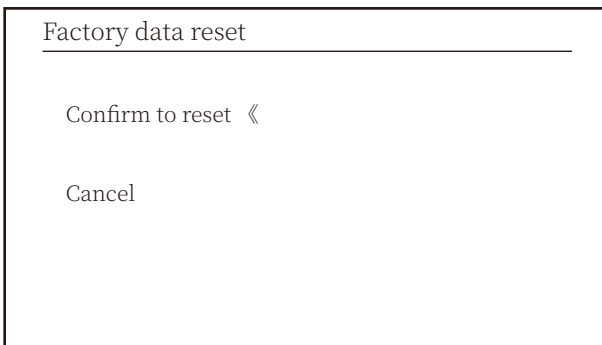 Factory data reset
Confirm to reset 《
Cancel